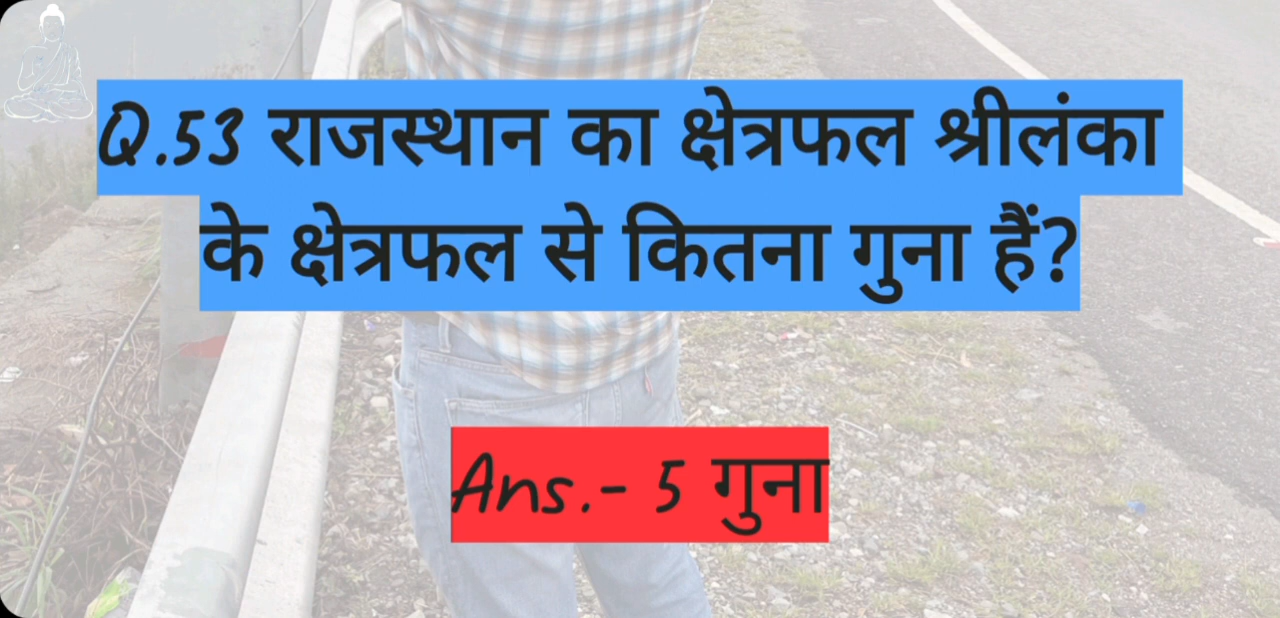 Q.53 राजस्थान का क्षेत्रफल श्रीलंका
के क्षेत्रफल से कितना गुना हैं?
Ans.- 5 गुना